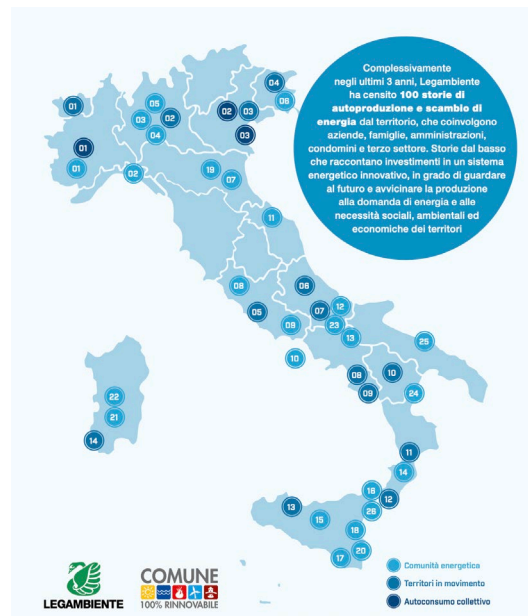 Complessivamente
negli ultimi 3 anni, Legambiente
ha censito 100 storie di
autoproduzione e scambio di
energia dal territorio, che coinvolgono
aziende, famiglie, amministrazioni,
condomini e terzo settore. Storie dal basso
che raccontano investimenti in un sistema
energetico innovativo, in grado di guardare
al futuro e avvicinare la produzione
alla domanda di energia e alle
necessità sociali, ambientali ed
economiche dei territori
04
05
01
02
03
06
03
02
04
03
01
01
02
19
07
11
06
08
05
07
12
09
23
13
25
10
08
10
09
24
22
21
14
11
14
16
12
13
26
15
18
17
20
Comunità energetica
Territori in movimento
Autoconsumo collettivo
LEGAMBIENTE
COMUNE
100% RINNOVABILE